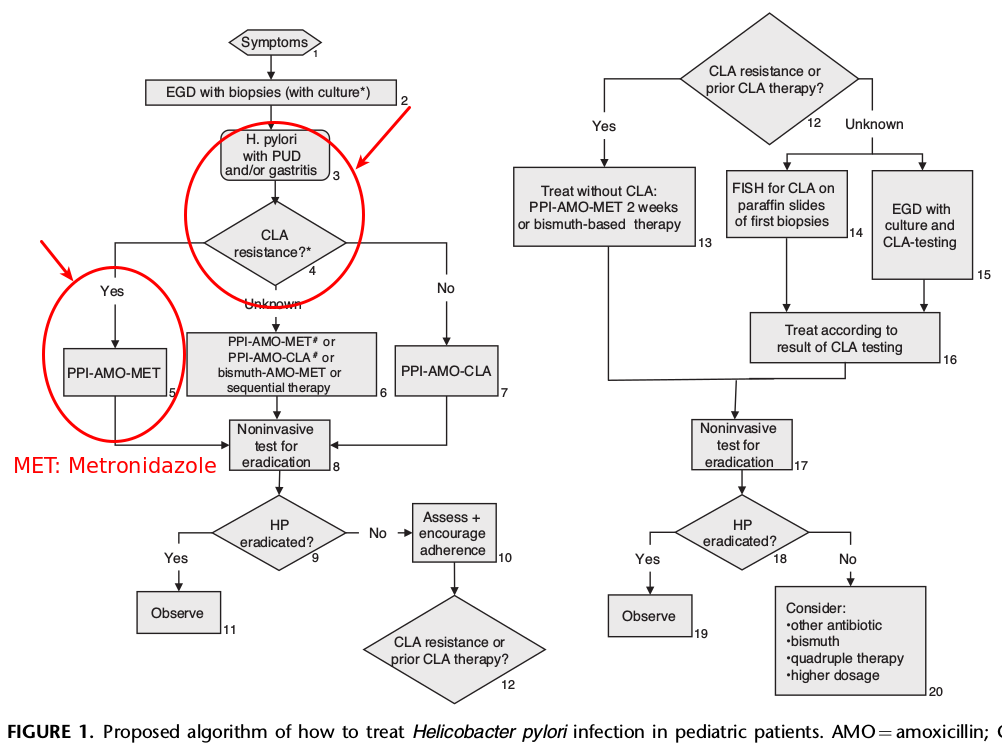 Symptoms
1
EGD with biopsies (with culture*)
2
H. pylori
with PUD
and/or gastritis
3
CLA
resistance?*
4
Yes
Unknown
No
PPI-AMO-MET
5
PPI-AMO-MET# or
PPI-AMO-CLA# or
bismuth-AMO-MET or
sequential therapy
6
PPI-AMO-CLA
7
MET: Metronidazole
Noninvasive
test for
eradication
8
HP
eradicated?
9
Yes
No
Assess +
encourage
adherence
10
Observe
11
CLA resistance or
prior CLA therapy?
12
CLA resistance or
prior CLA therapy?
12
Yes
Unknown
Treat without CLA:
PPI-AMO-MET 2 weeks
or bismuth-based therapy
13
FISH for CLA on
paraffin slides
of first biopsies
14
EGD with
culture and
CLA-testing
15
Treat according to
result of CLA testing
16
Noninvasive
test for
eradication
17
HP
eradicated?
18
Yes
No
Observe
19
Consider:
•other antibiotic
•bismuth
•quadruple therapy
•higher dosage
20
FIGURE 1. Proposed algorithm of how to treat Helicobacter pylori infection in pediatric patients. AMO = amoxicillin;